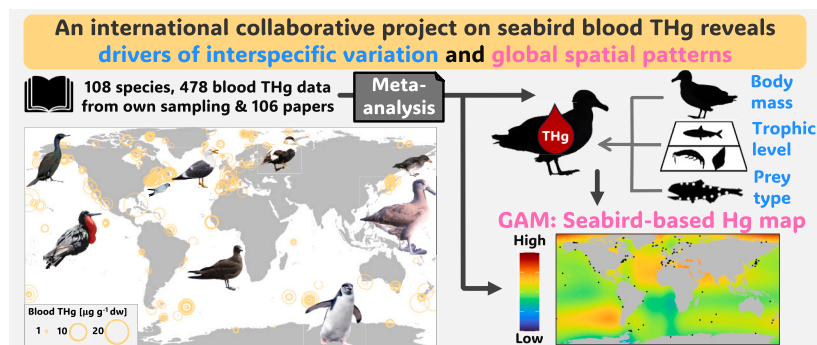 An international collaborative project on seabird blood THg reveals
drivers of interspecific variation and global spatial patterns
108 species, 478 blood THg data
from own sampling & 106 papers
Meta-
analysis
THg
Body
mass
Trophic
level
Prey
type
GAM: Seabird-based Hg map
High
Low
Blood THg [µg g⁻¹ dw]
1 10 20